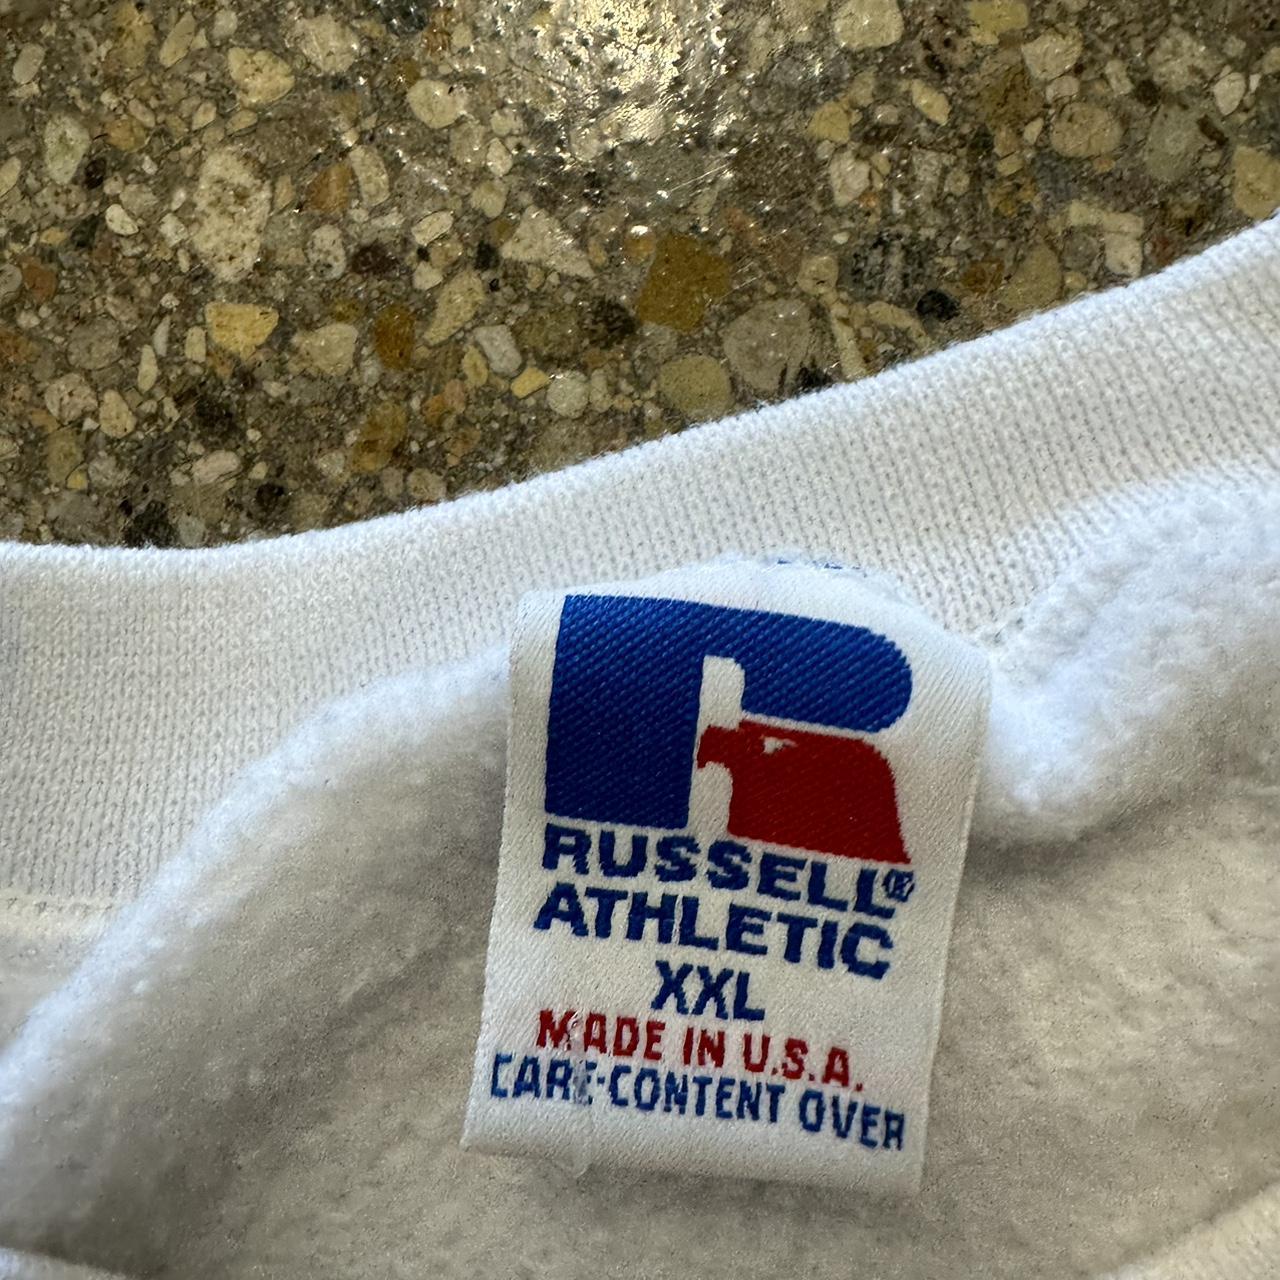 RUSSELL®
ATHLETIC
XXL
MADE IN U.S.A.
CARE-CONTENT OVER